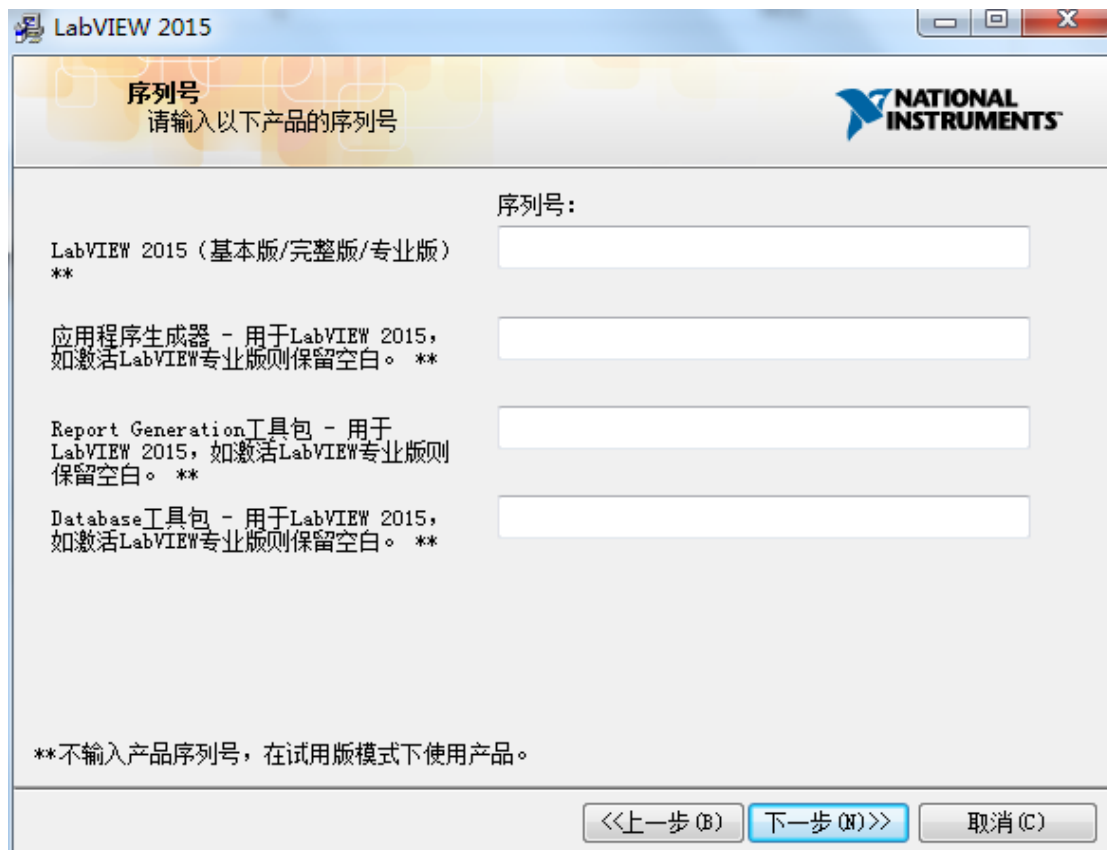 LabVIEW 2015
序列号
请输入以下产品的序列号
NATIONAL
INSTRUMENTS™
序列号:
LabVIEW 2015（基本版/完整版/专业版）
**
应用程序生成器 - 用于LabVIEW 2015，
如激活LabVIEW专业版则保留空白。 **
Report Generation工具包 - 用于
LabVIEW 2015，如激活LabVIEW专业版则
保留空白。 **
Database工具包 - 用于LabVIEW 2015，
如激活LabVIEW专业版则保留空白。 **
**不输入产品序列号，在试用版模式下使用产品。
<<上一步(B)
下一步(N)>>
取消(C)